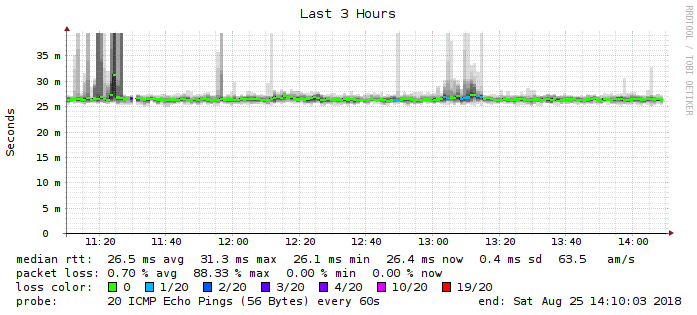 Last 3 Hours
RRDTOOL / TOBI OETIKER
Seconds
35 m
30 m
25 m
20 m
15 m
10 m
5 m
0
11:20 11:40 12:00 12:20 12:40 13:00 13:20 13:40 14:00
median rtt: 26.5 ms avg 31.3 ms max 26.1 ms min 26.4 ms now 0.4 ms sd 63.5 am/s
packet loss: 0.70 % avg 88.33 % max 0.00 % min 0.00 % now
loss color: 0 1/20 2/20 3/20 4/20 10/20 19/20
probe: 20 ICMP Echo Pings (56 Bytes) every 60s end: Sat Aug 25 14:10:03 2018